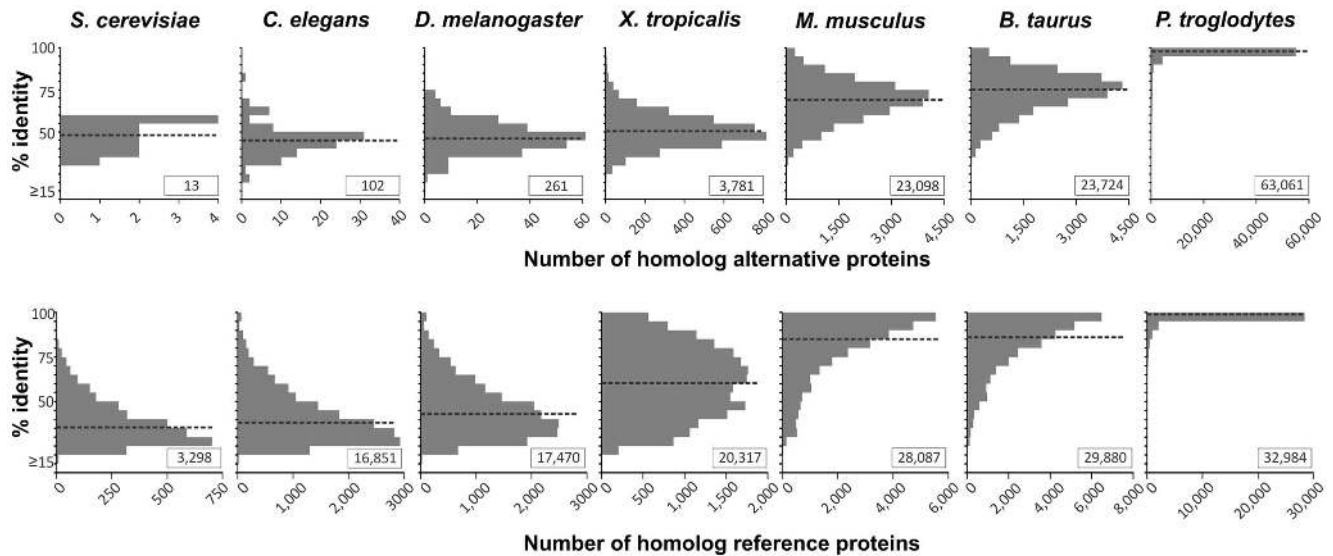 S. cerevisiae C. elegans D. melanogaster X. tropicalis M. musculus B. taurus P. troglodytes
% identity
100
75
50
≥15
13 102 261 3,781 23,098 23,724 63,061
0 1 2 3 4 0 10 20 30 40 0 20 40 60 0 200 400 600 800 0 1,500 3,000 4,500 0 1,500 3,000 4,500 0 20,000 40,000 60,000
Number of homolog alternative proteins
% identity
100
75
50
≥15
3,298 16,851 17,470 20,317 28,087 29,880 32,984
0 250 500 750 0 1,000 2,000 3000 0 1,000 2,000 3,000 0 500 1,000 1,500 2,000 0 2,000 4,000 6,000 0 2,000 4,000 6,000 8,000 0 10,000 20,000 30,000
Number of homolog reference proteins